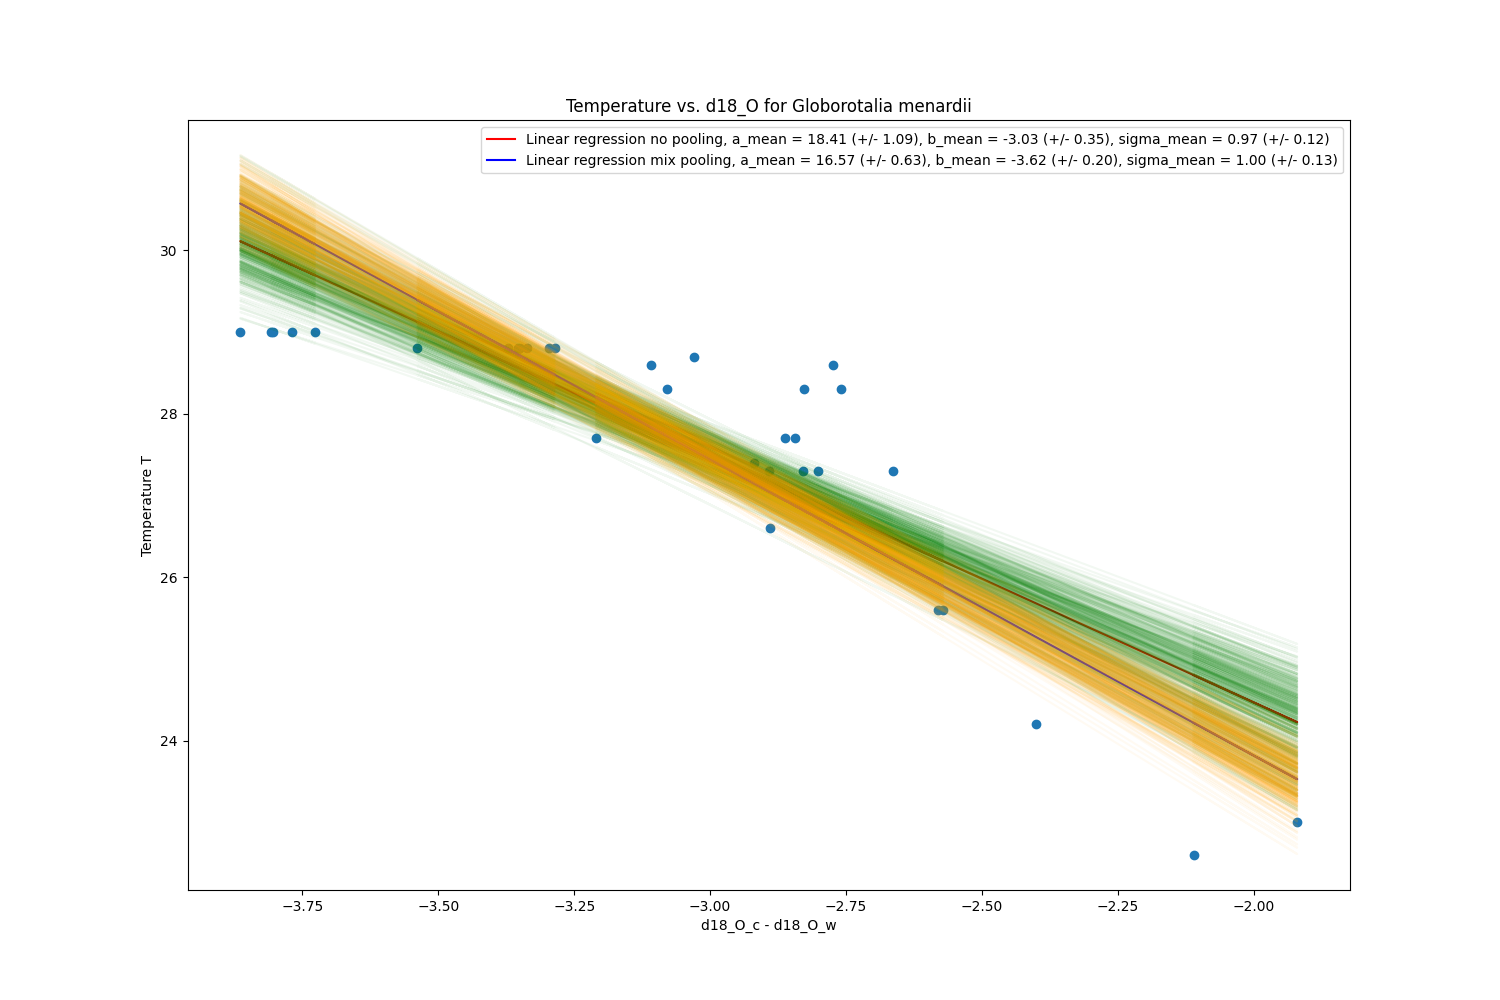 Temperature vs. d18_O for Globorotalia menardii
Linear regression no pooling, a_mean = 18.41 (+/- 1.09), b_mean = -3.03 (+/- 0.35), sigma_mean = 0.97 (+/- 0.12)
Linear regression mix pooling, a_mean = 16.57 (+/- 0.63), b_mean = -3.62 (+/- 0.20), sigma_mean = 1.00 (+/- 0.13)
Temperature T
30
28
26
24
−3.75 −3.50 −3.25 −3.00 −2.75 −2.50 −2.25 −2.00
d18_O_c - d18_O_w